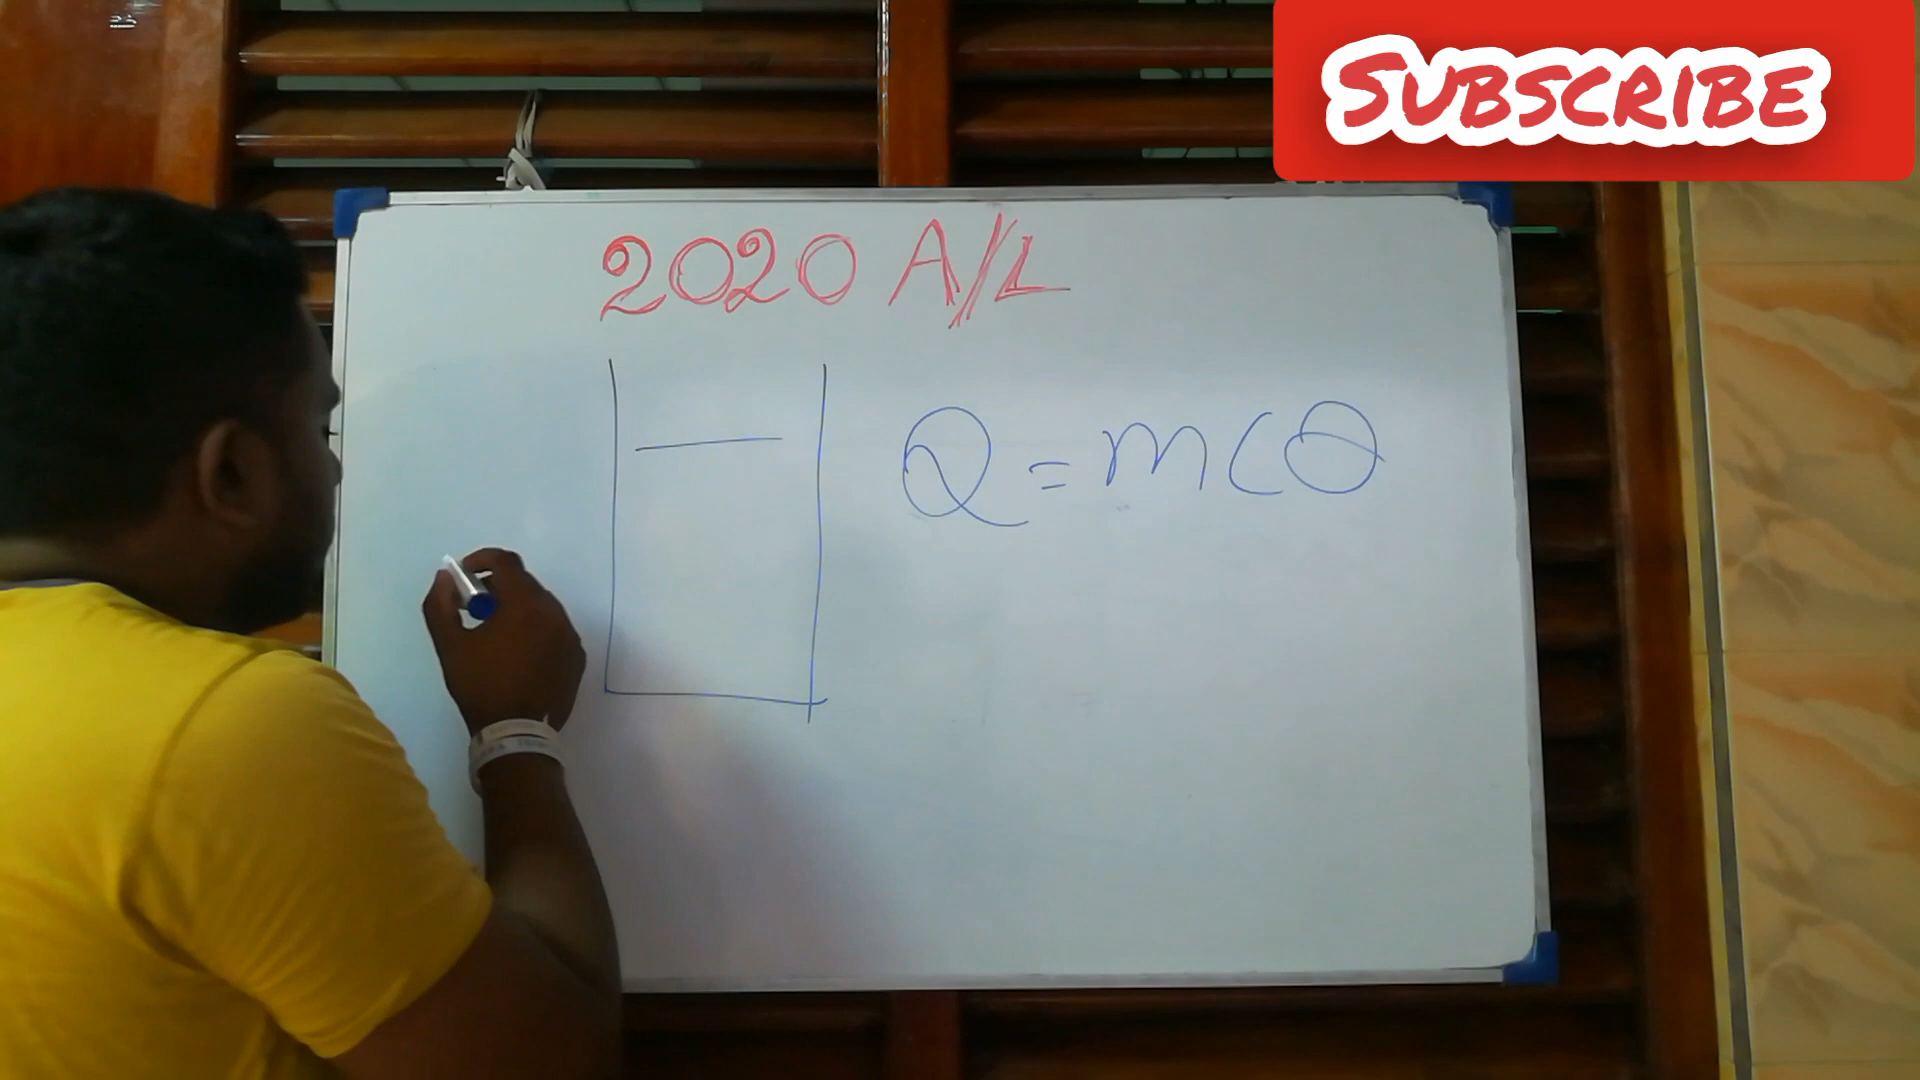 SUBSCRIBE
2020 A/L
Q = mcθ